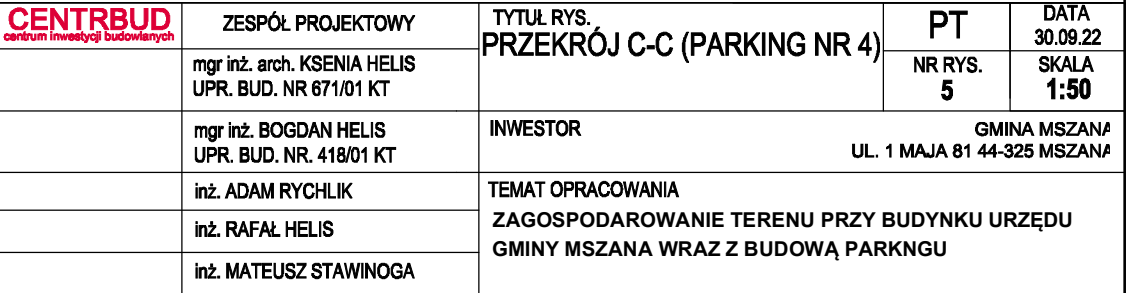 CENTRBUD
centrum inwestycji budowlanych
ZESPÓŁ PROJEKTOWY
mgr inż. arch. KSENIA HELIS
UPR. BUD. NR 671/01 KT
mgr inż. BOGDAN HELIS
UPR. BUD. NR. 418/01 KT
inż. ADAM RYCHLIK
inż. RAFAŁ HELIS
inż. MATEUSZ STAWINOGA
TYTUŁ RYS.
PRZEKRÓJ C-C (PARKING NR 4)
PT
DATA
30.09.22
NR RYS.
5
SKALA
1:50
INWESTOR
GMINA MSZANA
UL. 1 MAJA 81 44-325 MSZANA
TEMAT OPRACOWANIA
ZAGOSPODAROWANIE TERENU PRZY BUDYNKU URZĘDU
GMINY MSZANA WRAZ Z BUDOWĄ PARKNGU